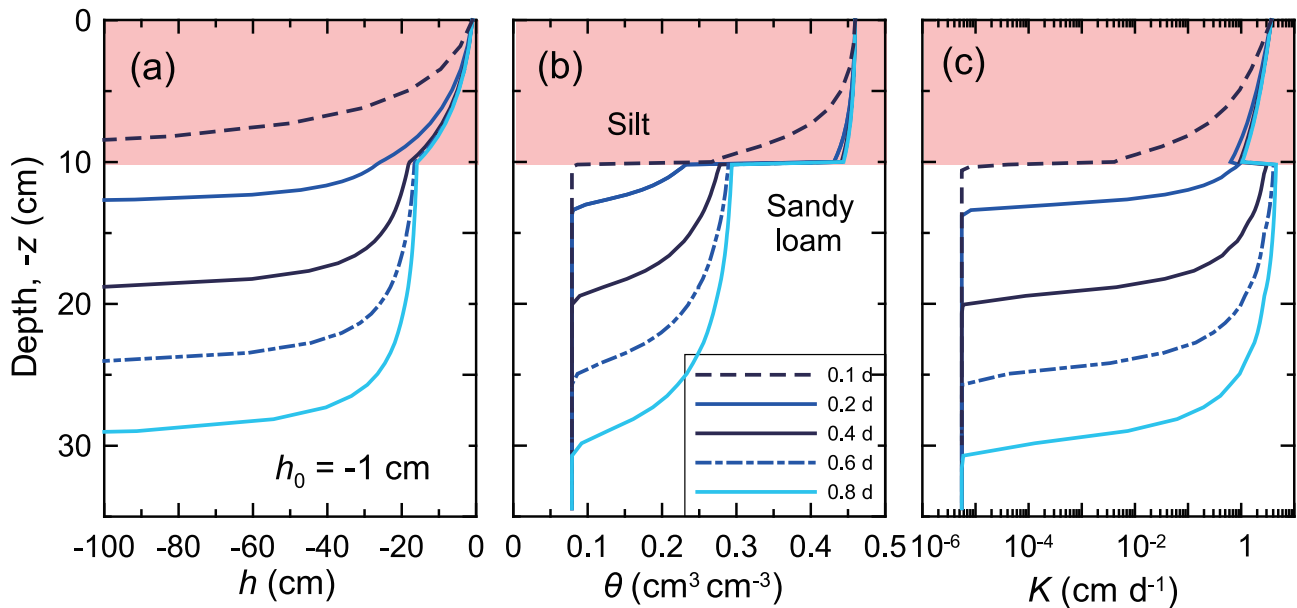 (a)
(b)
(c)
Silt
Sandy
loam
h₀ = -1 cm
0.1 d
0.2 d
0.4 d
0.6 d
0.8 d
0
10
20
30
Depth, -z (cm)
-100 -80 -60 -40 -20 0
h (cm)
0 0.1 0.2 0.3 0.4 0.5
θ (cm³ cm⁻³)
10⁻⁶ 10⁻⁴ 10⁻² 1
K (cm d⁻¹)